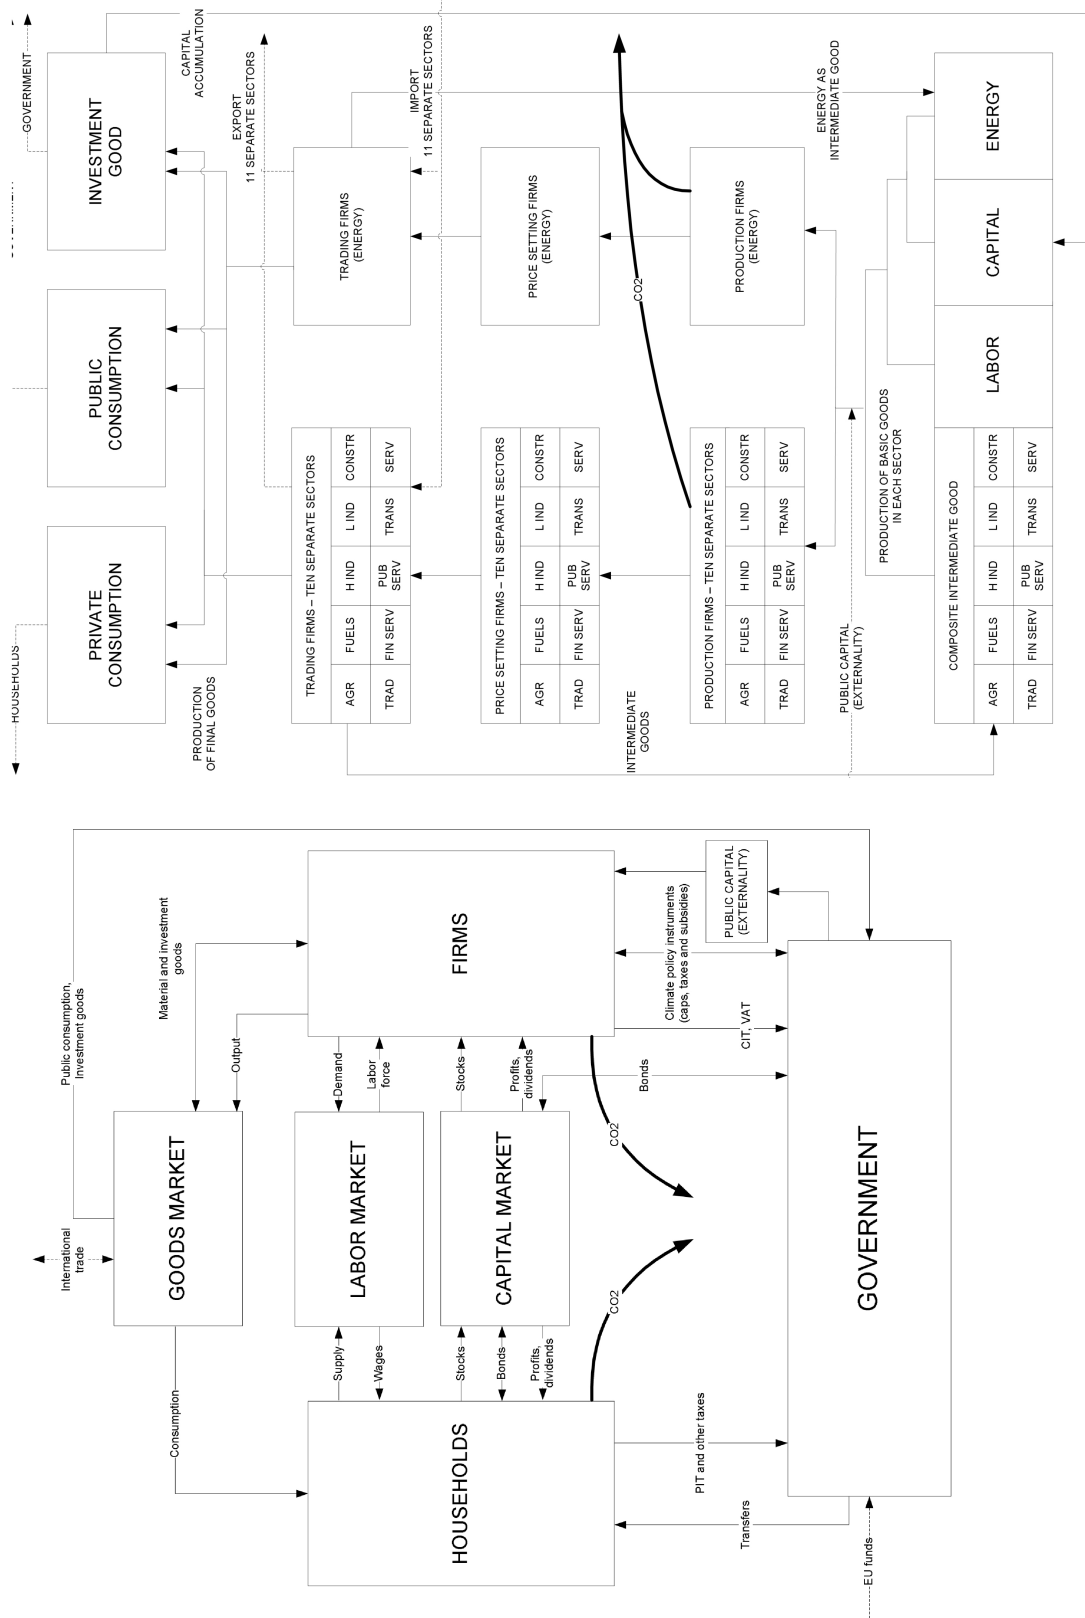 Public consumption,
Investment goods
International
trade
GOODS MARKET
Consumption
Material and investment
goods
Output
HOUSEHOLDS
Supply
Wages
LABOR MARKET
Demand
Labor
force
FIRMS
Stocks
Bonds
Profits,
dividends
CAPITAL MARKET
Stocks
Profits,
dividends
CO2
CO2
Bonds
PIT and other taxes
Transfers
CIT, VAT
Climate policy instruments
(caps, taxes and subsidies)
PUBLIC CAPITAL
(EXTERNALITY)
GOVERNMENT
EU funds
HOUSEHOLDS
GOVERNMENT
PRIVATE
CONSUMPTION
PUBLIC
CONSUMPTION
INVESTMENT
GOOD
PRODUCTION
OF FINAL GOODS
CAPITAL
ACCUMULATION
EXPORT
11 SEPARATE SECTORS
TRADING FIRMS – TEN SEPARATE SECTORS
AGR FUELS H IND L IND CONSTR
TRAD FIN SERV PUB
SERV TRANS SERV
TRADING FIRMS
(ENERGY)
IMPORT
11 SEPARATE SECTORS
PRICE SETTING FIRMS – TEN SEPARATE SECTORS
AGR FUELS H IND L IND CONSTR
TRAD FIN SERV PUB
SERV TRANS SERV
PRICE SETTING FIRMS
(ENERGY)
INTERMEDIATE
GOODS
CO2
PRODUCTION FIRMS – TEN SEPARATE SECTORS
AGR FUELS H IND L IND CONSTR
TRAD FIN SERV PUB
SERV TRANS SERV
PRODUCTION FIRMS
(ENERGY)
ENERGY AS
INTERMEDIATE GOOD
PUBLIC CAPITAL
(EXTERNALITY)
PRODUCTION OF BASIC GOODS
IN EACH SECTOR
COMPOSITE INTERMEDIATE GOOD
AGR FUELS H IND L IND CONSTR
TRAD FIN SERV PUB
SERV TRANS SERV
LABOR
CAPITAL
ENERGY